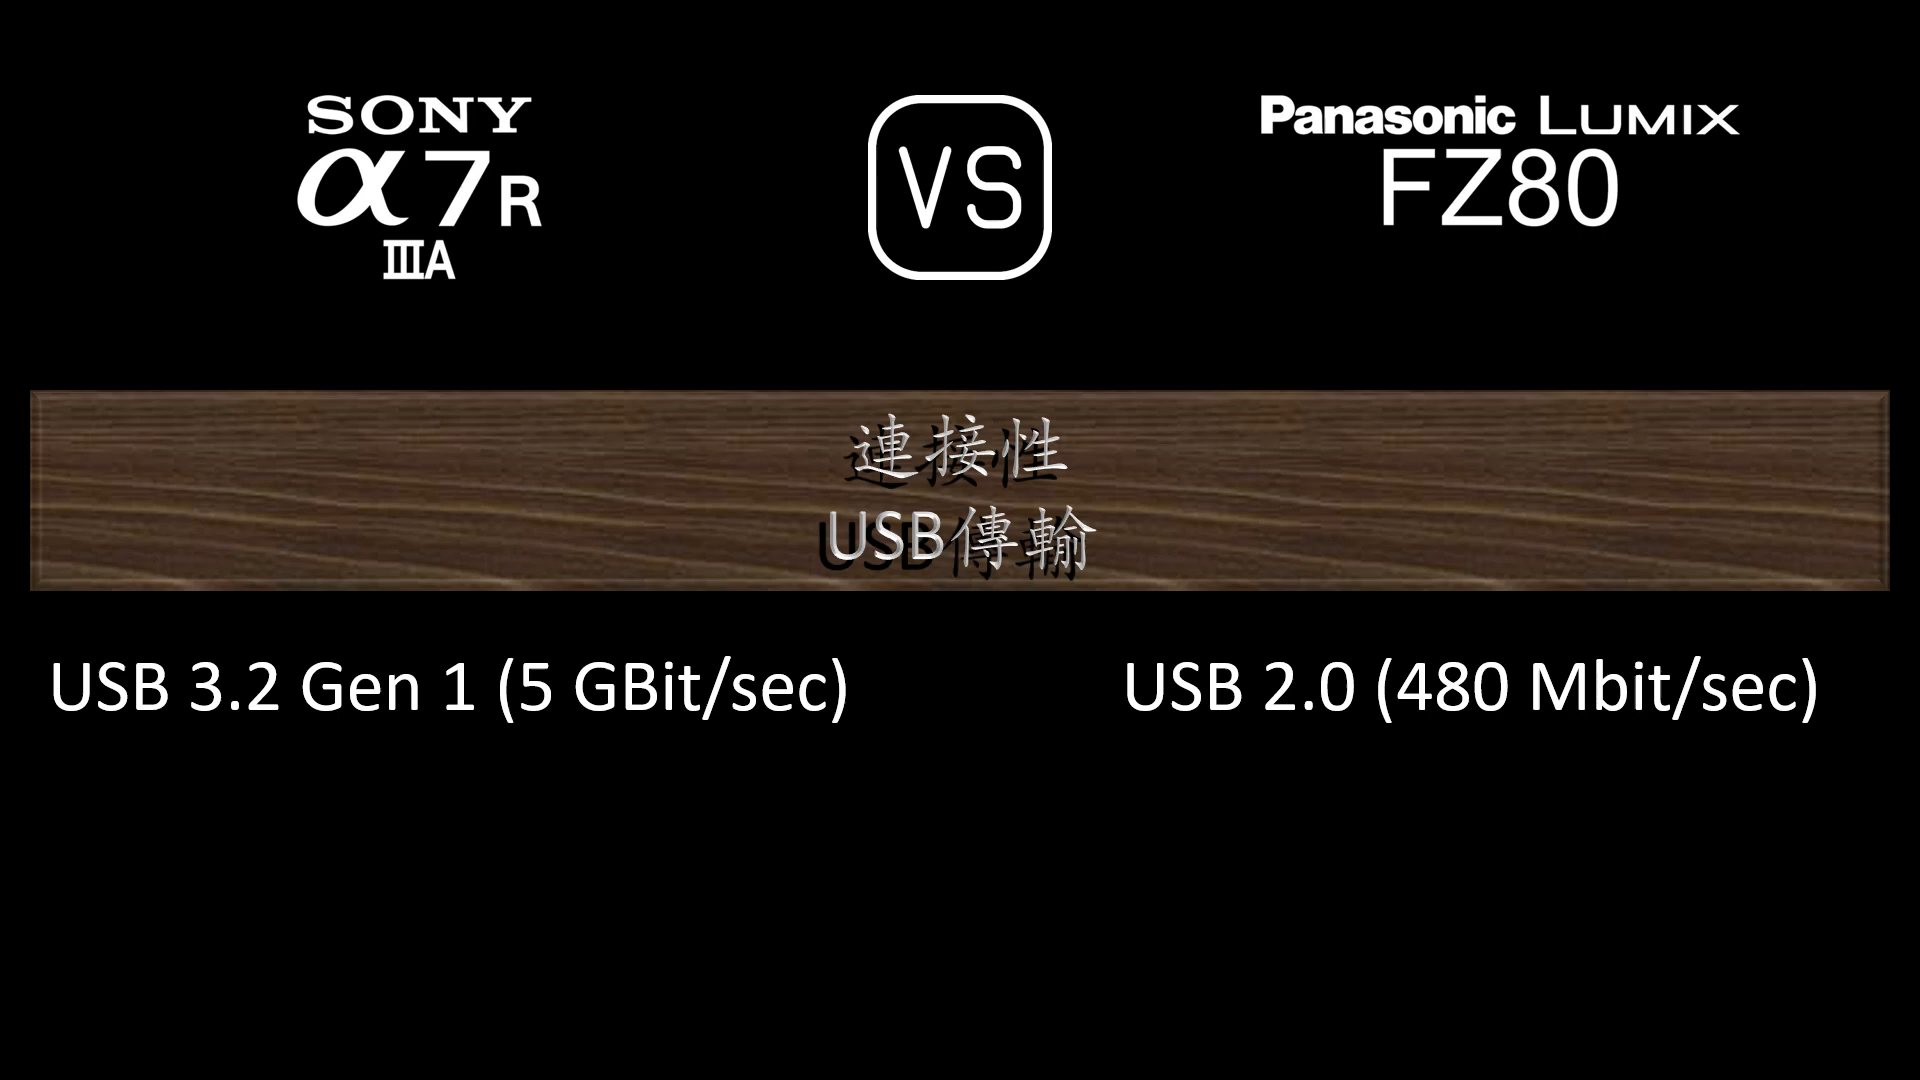 SONY
α7R
IIIA
VS
Panasonic LUMIX
FZ80
連接性
USB傳輸
USB 3.2 Gen 1 (5 GBit/sec)
USB 2.0 (480 Mbit/sec)